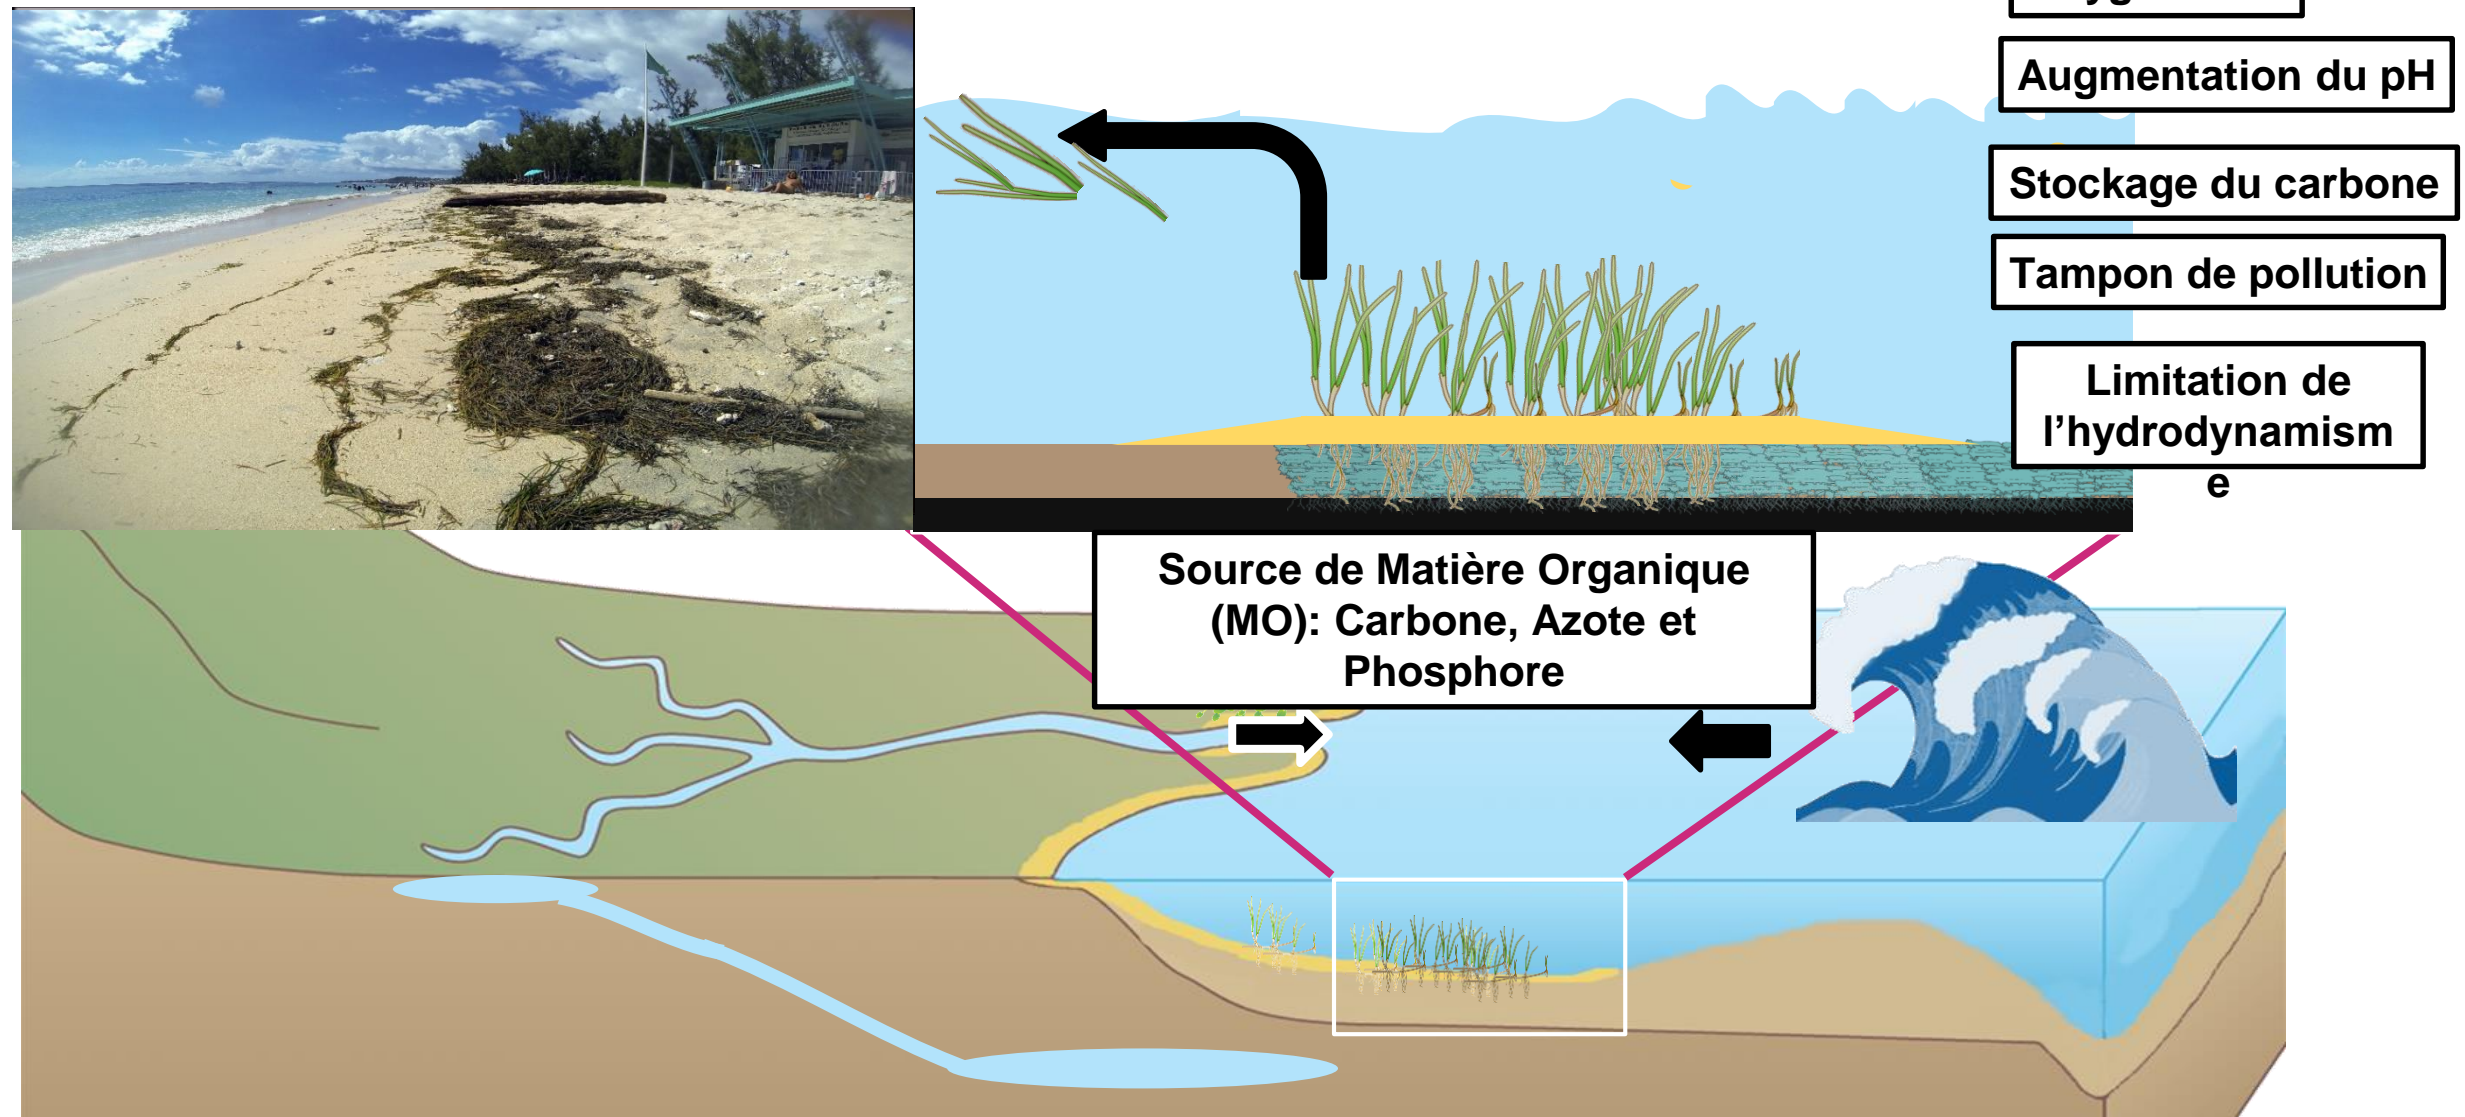 Augmentation du pH
Stockage du carbone
Tampon de pollution
Limitation de
l'hydrodynamism
e
Source de Matière Organique
(MO): Carbone, Azote et
Phosphore